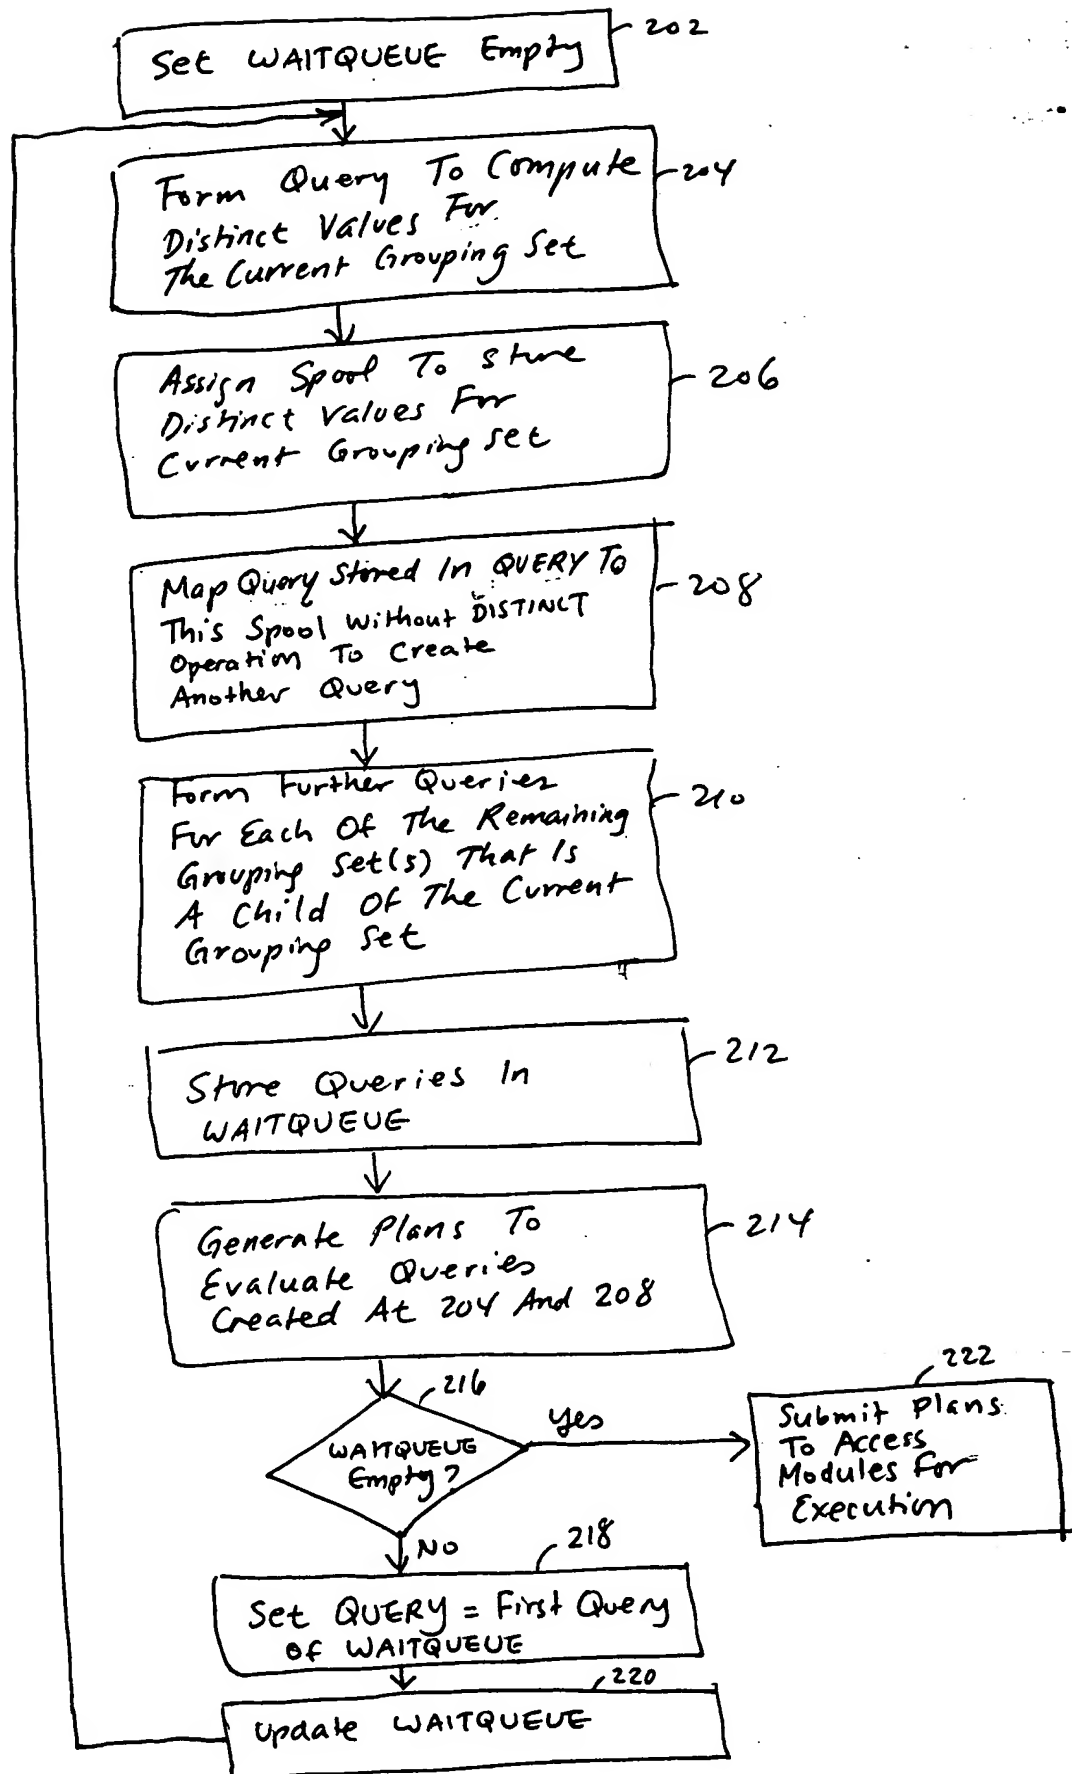 202
Set WAITQUEUE Empty
Form Query To Compute
204
Distinct Values For
The Current Grouping Set
Assign Spool To Store
206
Distinct Values For
Current Grouping Set
Map Query Stored In QUERY To
208
This Spool Without DISTINCT
Operation To Create
Another Query
Form Further Queries
210
For Each Of The Remaining
Grouping Set(s) That Is
A Child Of The Current
Grouping Set
212
Store Queries In
WAITQUEUE
Generate Plans To
214
Evaluate Queries
Created At 204 And 208
216
WAITQUEUE
Empty?
Yes
222
Submit Plans
To Access
Modules For
Execution
No
218
Set QUERY = First Query
Of WAITQUEUE
220
Update WAITQUEUE